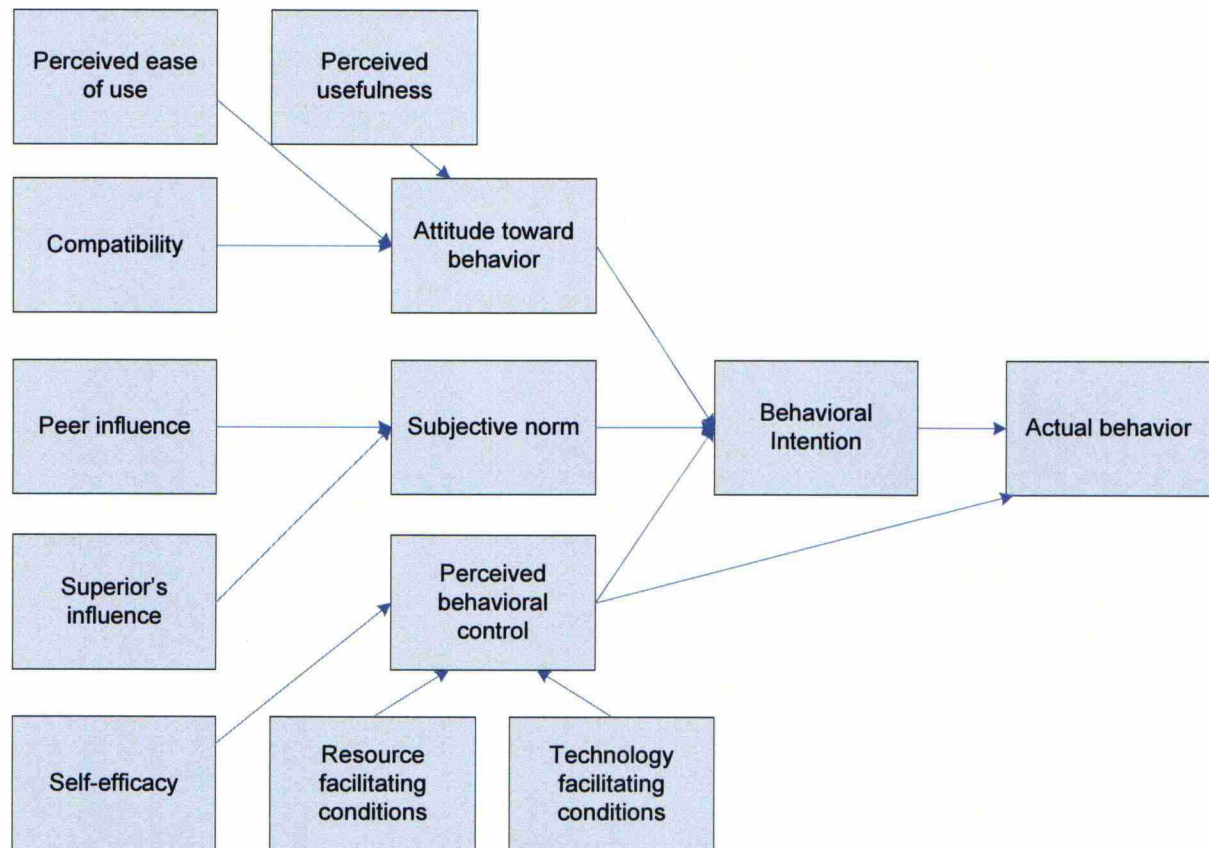 Perceived ease
of use
Perceived
usefulness
Compatibility
Attitude toward
behavior
Peer influence
Subjective norm
Behavioral
Intention
Actual behavior
Superior's
influence
Perceived
behavioral
control
Self-efficacy
Resource
facilitating
conditions
Technology
facilitating
conditions